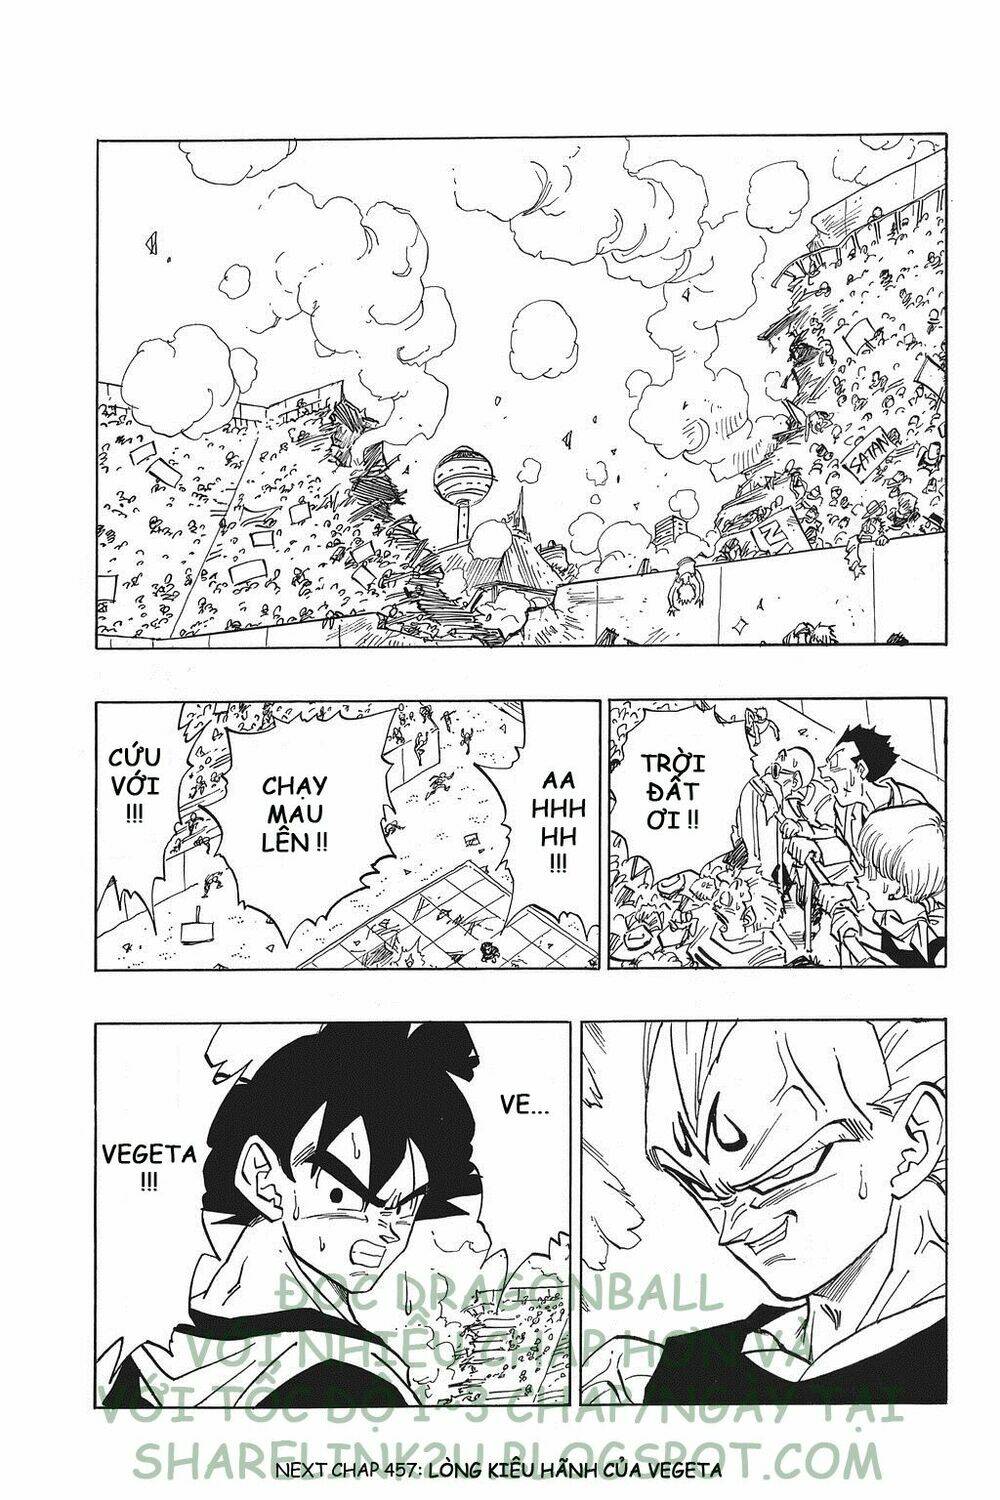 SATAN
Z
TRỜI
ĐẤT
ƠI !!
AA
HHH
HH
!!!
CHẠY
MAU
LÊN !!
CỨU
VỚI
!!!
VE...
VEGETA
!!!
ĐỌC DRAGONBALL
VỚI NHIỀU CHAP HƠN VÀ
VỚI TỐC ĐỘ 1~3 CHAP/NGÀY TẠI
SHARELINK2U.BLOGSPOT.COM
NEXT CHAP 457: LÒNG KIÊU HÃNH CỦA VEGETA